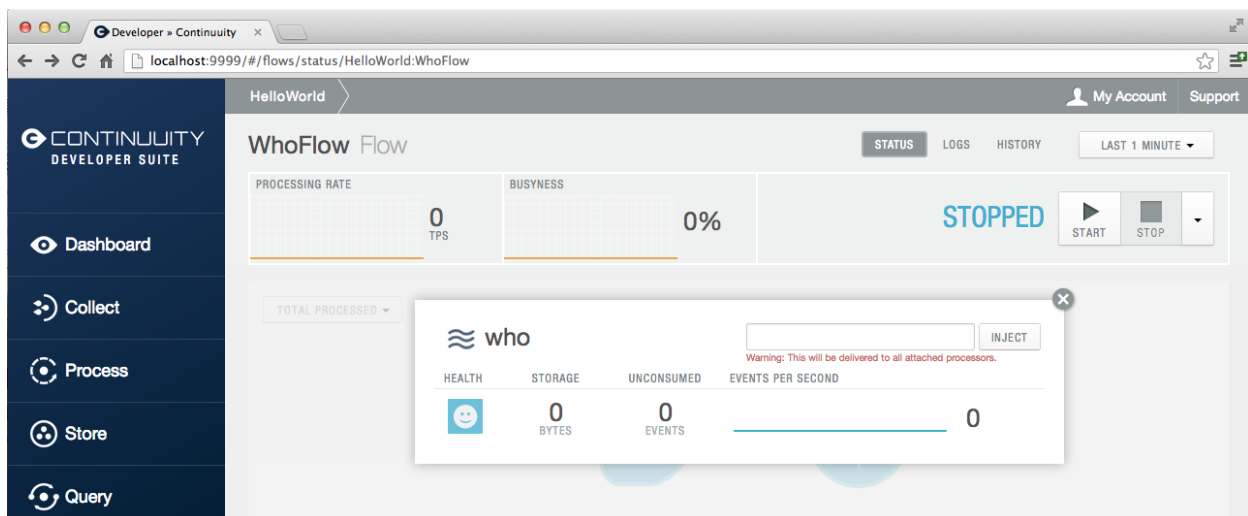 Developer » Continuuity
localhost:9999/#/flows/status/HelloWorld:WhoFlow
HelloWorld
My Account
Support
CONTINUUITY
DEVELOPER SUITE
WhoFlow Flow
STATUS
LOGS
HISTORY
LAST 1 MINUTE
PROCESSING RATE
0
TPS
BUSYNESS
0%
STOPPED
START
STOP
Dashboard
Collect
Process
Store
Query
TOTAL PROCESSED
who
INJECT
Warning: This will be delivered to all attached processors.
HEALTH
STORAGE
UNCONSUMED
EVENTS PER SECOND
0
BYTES
0
EVENTS
0